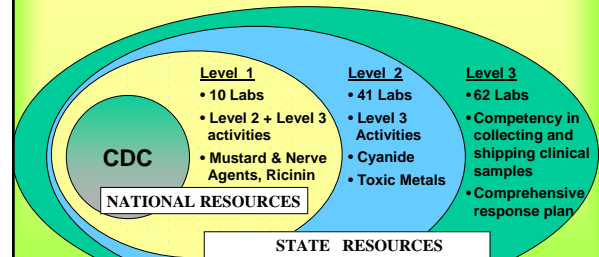 CDC
NATIONAL RESOURCES
Level 1
• 10 Labs
• Level 2 + Level 3
activities
• Mustard & Nerve
Agents, Ricinin
Level 2
• 41 Labs
• Level 3
Activities
• Cyanide
• Toxic Metals
Level 3
• 62 Labs
• Competency in
collecting and
shipping clinical
samples
• Comprehensive
response plan
STATE RESOURCES